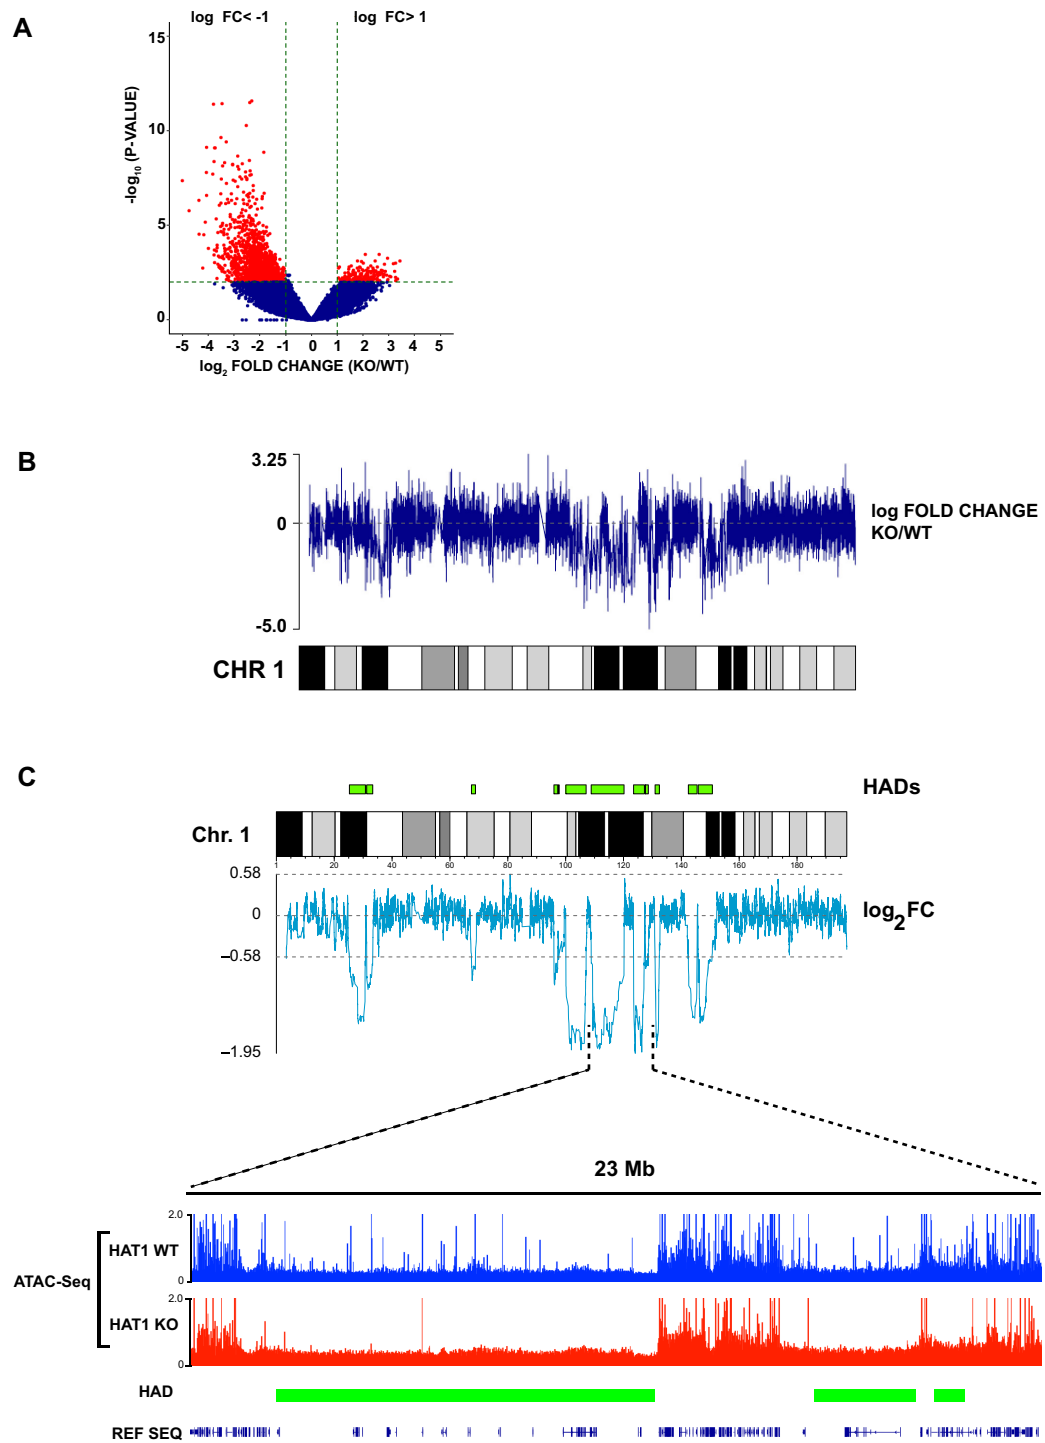 A
log FC< -1
log FC> 1
15
10
5
0
-log10 (P-VALUE)
-5 -4 -3 -2 -1 0 1 2 3 4 5
log2 FOLD CHANGE (KO/WT)
B
3.25
0
-5.0
log FOLD CHANGE
KO/WT
CHR 1
C
HADs
Chr. 1
1 20 40 60 80 100 120 140 160 180
0.58
0
–0.58
–1.95
log2FC
23 Mb
ATAC-Seq
HAT1 WT
2.0
0
HAT1 KO
2.0
0
HAD
REF SEQ